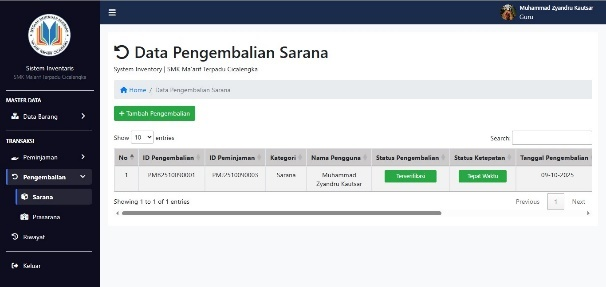 Muhammad Zyandru Kautsar
Guru
Sistem Inventaris
SMK Ma'arif Terpadu Cicalengka
MASTER DATA
Data Barang
TRANSAKSI
Peminjaman
Pengembalian
Sarana
Prasarana
Riwayat
Keluar
Data Pengembalian Sarana
System Inventory | SMK Ma'arif Terpadu Cicalengka
Home / Data Pengembalian Sarana
+ Tambah Pengembalian
Show 10 entries
Search:
No ID Pengembalian ID Peminjaman Kategori Nama Pengguna Status Pengembalian Status Ketepatan Tanggal Pengembalian
1 PMB2510090001 PMJ2510090003 Sarana Muhammad Zyandru Kautsar Terverifikasi Tepat Waktu 09-10-2025
Showing 1 to 1 of 1 entries
Previous 1 Next